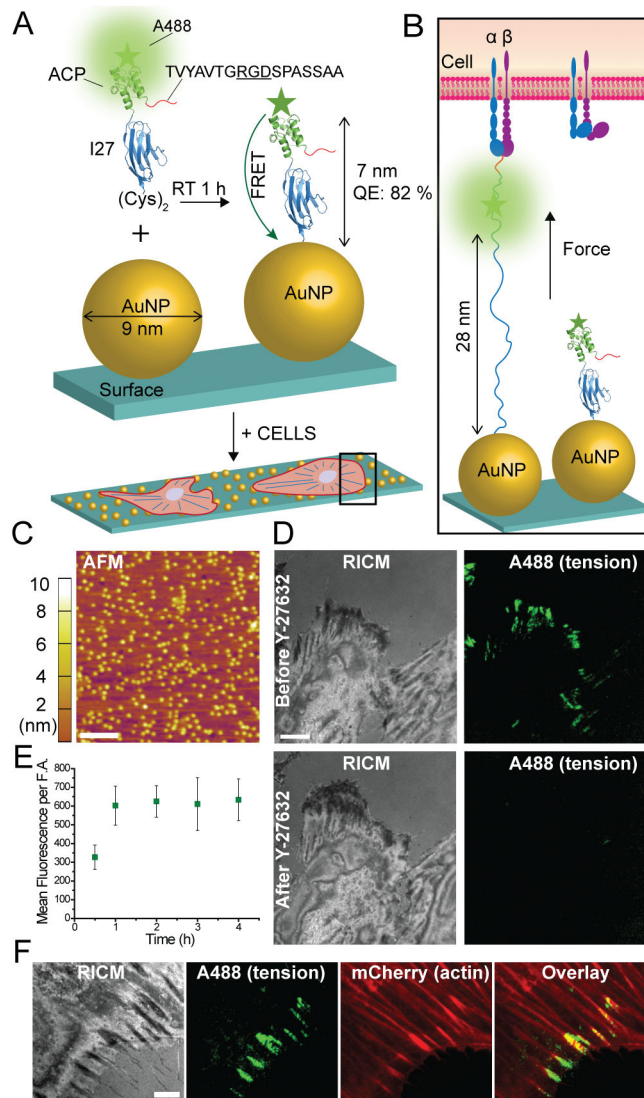 A
A488
ACP
TVYAVTGRGDSPASSAA
I27
(Cys)₂
RT 1 h
+
FRET
7 nm
QE: 82 %
AuNP
9 nm
AuNP
Surface
+ CELLS
B
α β
Cell
28 nm
Force
AuNP
AuNP
C
AFM
10
8
6
4
2
(nm)
D
RICM
A488 (tension)
Before Y-27632
RICM
A488 (tension)
After Y-27632
E
Mean Fluorescence per F.A.
800
700
600
500
400
300
200
100
0
0
1
2
3
4
Time (h)
F
RICM
A488 (tension)
mCherry (actin)
Overlay